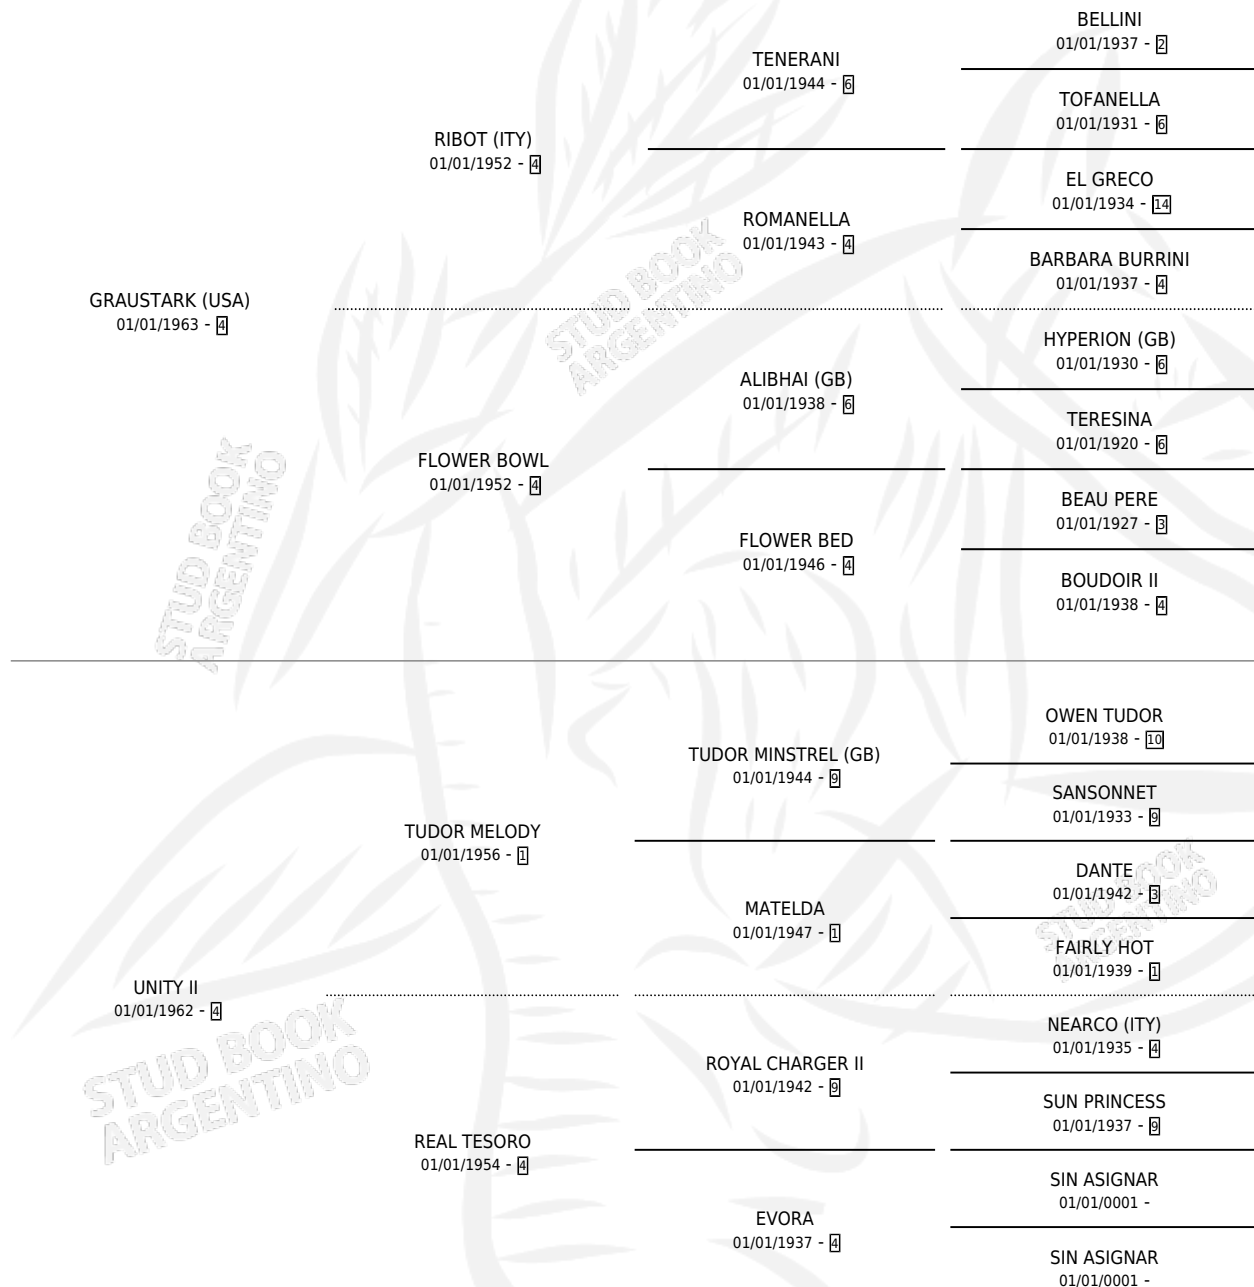 BELLINI
01/01/1937 - 2
TENERANI
01/01/1944 - 6
TOFANELLA
01/01/1931 - 6
RIBOT (ITY)
01/01/1952 - 4
EL GRECO
01/01/1934 - 14
ROMANELLA
01/01/1943 - 4
BARBARA BURRINI
01/01/1937 - 4
GRAUSTARK (USA)
01/01/1963 - 4
STUD BOOK
ARGENTINO
HYPERION (GB)
01/01/1930 - 6
ALIBHAI (GB)
01/01/1938 - 6
TERESINA
01/01/1920 - 6
FLOWER BOWL
01/01/1952 - 4
BEAU PERE
01/01/1927 - 3
FLOWER BED
01/01/1946 - 4
BOUDOIR II
01/01/1938 - 4
STUD BOOK
ARGENTINO
OWEN TUDOR
01/01/1938 - 10
TUDOR MINSTREL (GB)
01/01/1944 - 9
SANSONNET
01/01/1933 - 9
TUDOR MELODY
01/01/1956 - 1
DANTE
01/01/1942 - 3
STUD BOOK
ARGENTINO
MATELDA
01/01/1947 - 1
FAIRLY HOT
01/01/1939 - 1
UNITY II
01/01/1962 - 4
STUD BOOK
ARGENTINO
NEARCO (ITY)
01/01/1935 - 4
ROYAL CHARGER II
01/01/1942 - 9
SUN PRINCESS
01/01/1937 - 9
REAL TESORO
01/01/1954 - 4
SIN ASIGNAR
01/01/0001 -
EVORA
01/01/1937 - 4
SIN ASIGNAR
01/01/0001 -